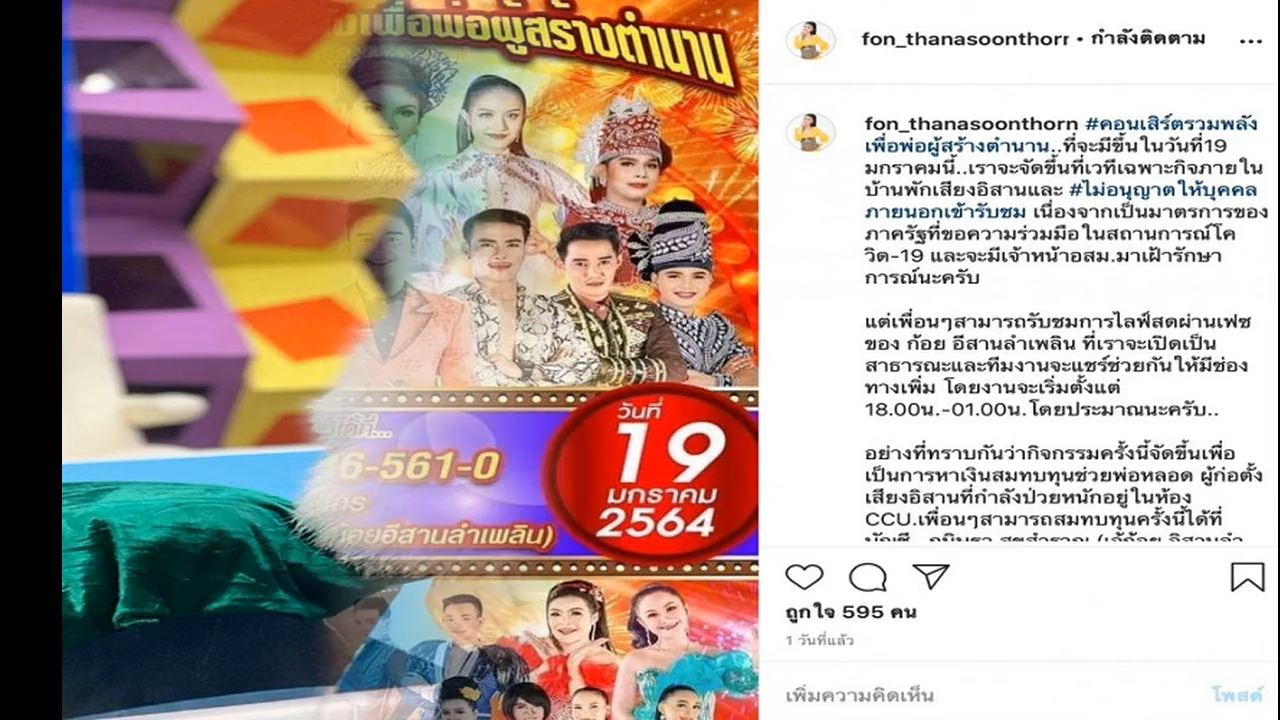 เพื่อพ่อผู้สร้างตำนาน
6-561-0
อีสานลำเพลิน)
วันที่
19
มกราคม
2564
fon_thanasoonthorr • กำลังติดตาม
fon_thanasoonthorn #คอนเสิร์ตรวมพลัง
เพื่อพ่อผู้สร้างตำนาน..ที่จะมีขึ้นในวันที่19
มกราคมนี้..เราจะจัดขึ้นที่เวทีเฉพาะกิจภายใน
บ้านพักเสียงอิสานและ #ไม่อนุญาตให้บุคคล
ภายนอกเข้ารับชม เนื่องจากเป็นมาตรการของ
ภาครัฐที่ขอความร่วมมือในสถานการณ์โค
วิด-19 และจะมีเจ้าหน้าอสม.มาเฝ้ารักษา
การณ์นะครับ
แต่เพื่อนๆสามารถรับชมการไลฟ์สดผ่านเฟซ
ของ ก้อย อีสานลำเพลิน ที่เราจะเปิดเป็น
สาธารณะและทีมงานจะแชร์ช่วยกันให้มีช่อง
ทางเพิ่ม โดยงานจะเริ่มตั้งแต่
18.00น.-01.00น.โดยประมาณนะครับ..
อย่างที่ทราบกันว่ากิจกรรมครั้งนี้จัดขึ้นเพื่อ
เป็นการหาเงินสมทบทุนช่วยพ่อหลอด ผู้ก่อตั้ง
เสียงอิสานที่กำลังป่วยหนักอยู่ในห้อง
CCU.เพื่อนๆสามารถสมทบทุนครั้งนี้ได้ที่
ถูกใจ 595 คน
1 วันที่แล้ว
เพิ่มความคิดเห็น
โพสต์